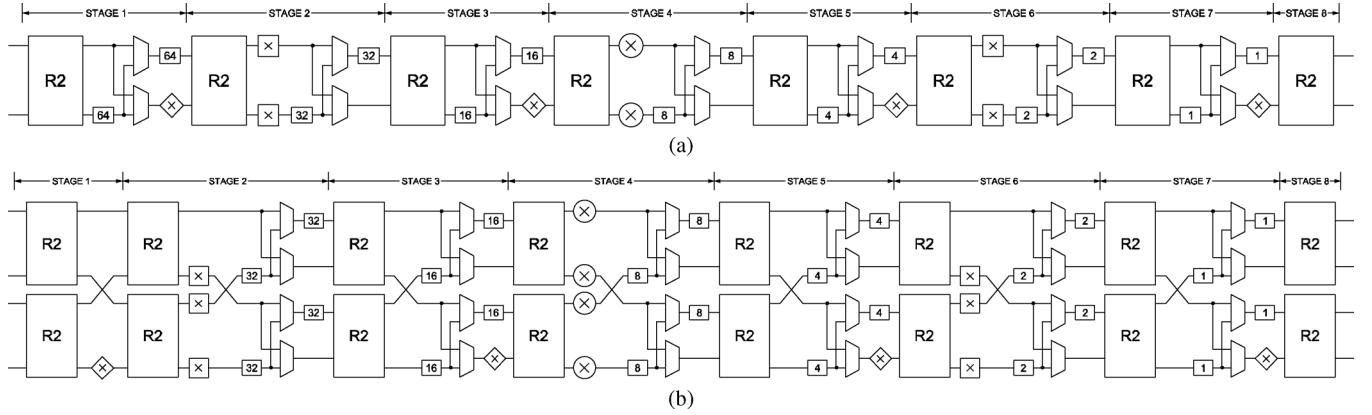 STAGE 1 STAGE 2 STAGE 3 STAGE 4 STAGE 5 STAGE 6 STAGE 7 STAGE 8
64 32 16 8 4 2 1
R2 R2 R2 R2 R2 R2 R2 R2
64 32 16 8 4 2 1
(a)
STAGE 1 STAGE 2 STAGE 3 STAGE 4 STAGE 5 STAGE 6 STAGE 7 STAGE 8
32 16 8 4 2 1
R2 R2 R2 R2 R2 R2 R2 R2
32 16 8 4 2 1
32 16 8 4 2 1
R2 R2 R2 R2 R2 R2 R2 R2
32 16 8 4 2 1
(b)